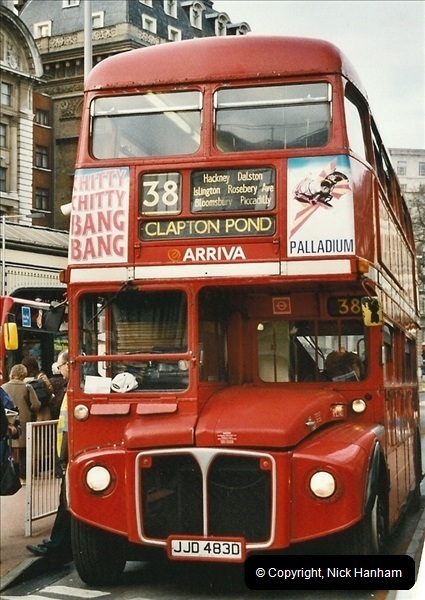 CHITTY
CHITTY
BANG
BANG
38
Hackney Dalston
Islington Rosebery Ave
Bloomsbury Piccadilly
CLAPTON POND
ARRIVA
PALLADIUM
38
JJD 483D
© Copyright, Nick Hanham